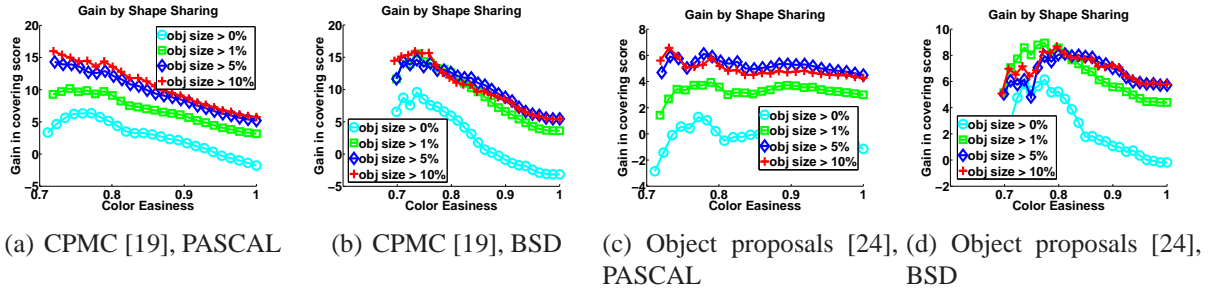 Gain by Shape Sharing
Gain in covering score
20
15
10
5
0
−5
obj size > 0%
obj size > 1%
obj size > 5%
obj size > 10%
0.7 0.8 0.9 1
Color Easiness
(a) CPMC [19], PASCAL
Gain by Shape Sharing
Gain in covering score
20
15
10
5
0
−5
obj size > 0%
obj size > 1%
obj size > 5%
obj size > 10%
0.6 0.7 0.8 0.9 1
Color Easiness
(b) CPMC [19], BSD
Gain by Shape Sharing
Gain in covering score
8
6
4
2
0
−2
−4
obj size > 0%
obj size > 1%
obj size > 5%
obj size > 10%
0.7 0.8 0.9 1
Color Easiness
(c) Object proposals [24],
PASCAL
Gain by Shape Sharing
Gain in covering score
10
8
6
4
2
0
−2
obj size > 0%
obj size > 1%
obj size > 5%
obj size > 10%
0.6 0.7 0.8 0.9 1
Color Easiness
(d) Object proposals [24],
BSD